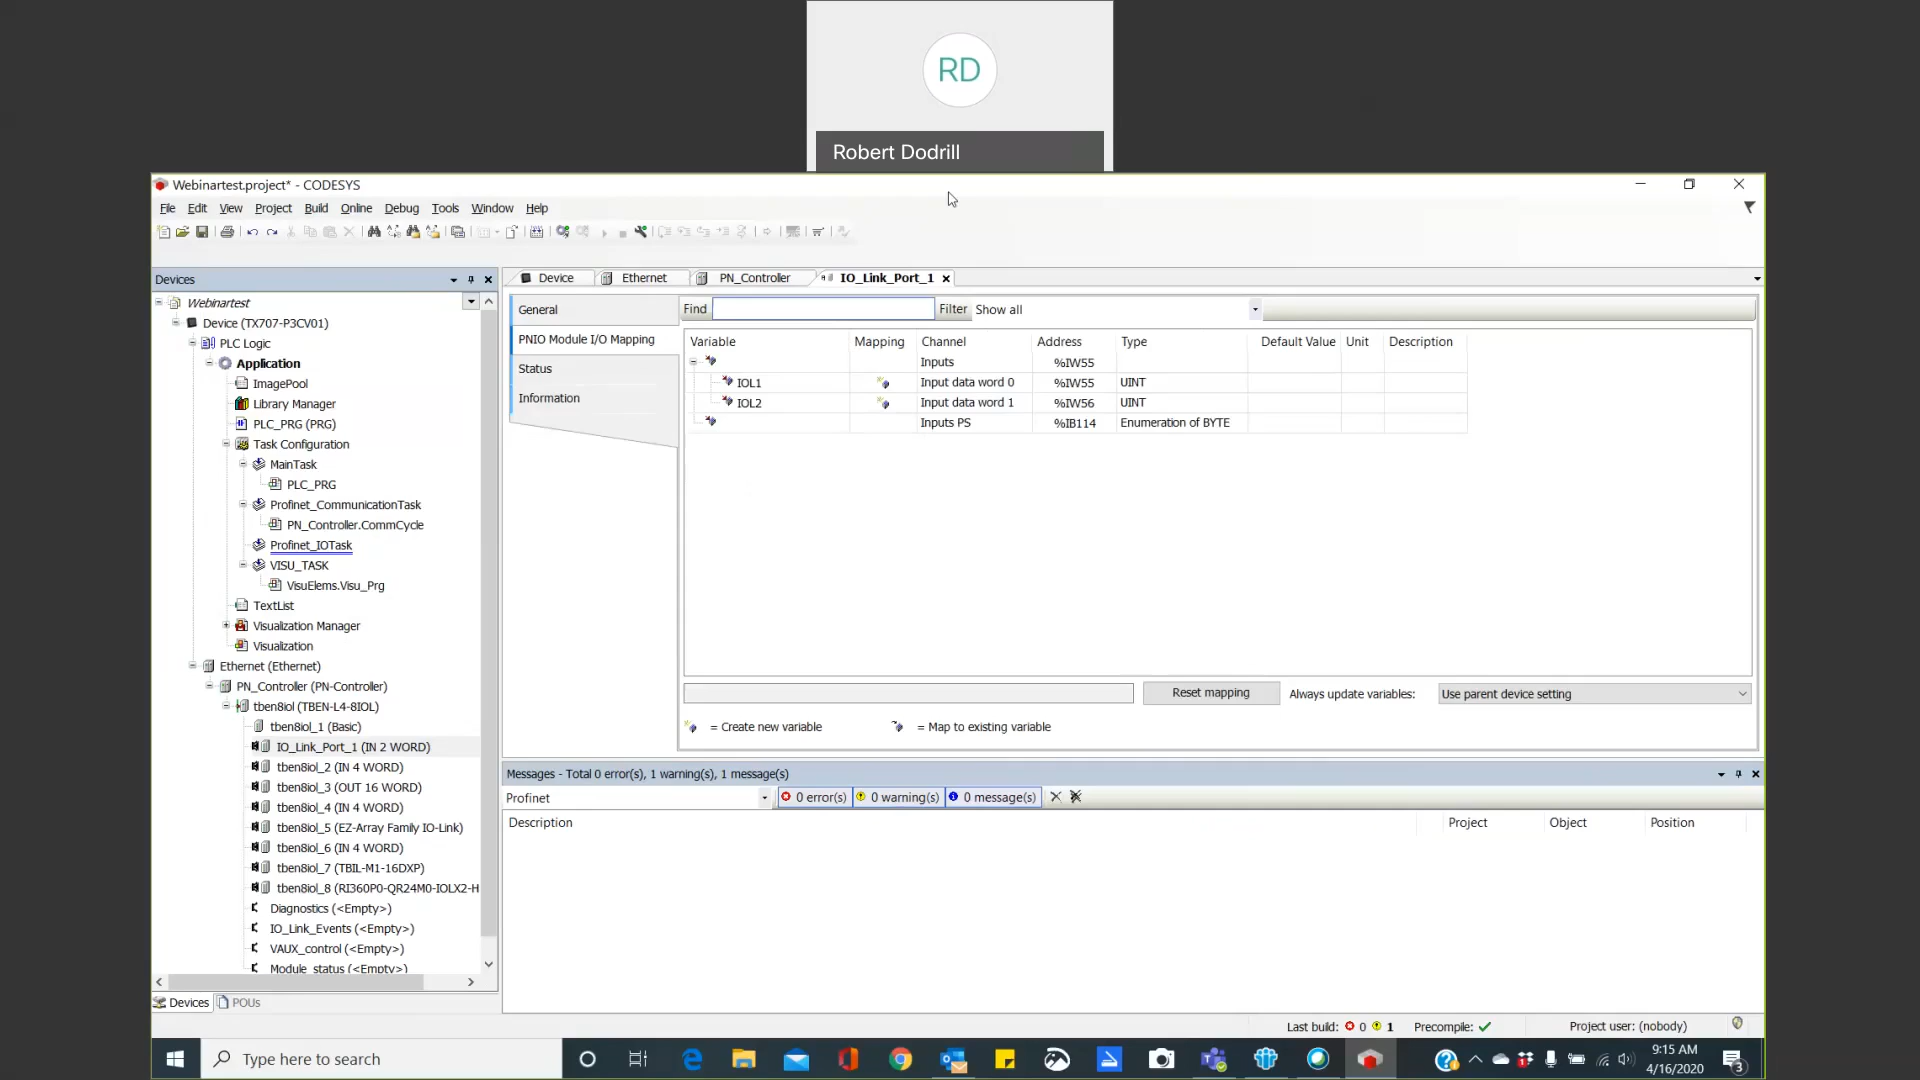 RD
Robert Dodrill
Webinartest.project* - CODESYS
File Edit View Project Build Online Debug Tools Window Help
Devices
Webinartest
Device (TX707-P3CV01)
PLC Logic
Application
ImagePool
Library Manager
PLC_PRG (PRG)
Task Configuration
MainTask
PLC_PRG
Profinet_CommunicationTask
PN_Controller.CommCycle
Profinet_IOTask
VISU_TASK
VisuElems.Visu_Prg
TextList
Visualization Manager
Visualization
Ethernet (Ethernet)
PN_Controller (PN-Controller)
tben8iol (TBEN-L4-8IOL)
tben8iol_1 (Basic)
IO_Link_Port_1 (IN 2 WORD)
tben8iol_2 (IN 4 WORD)
tben8iol_3 (OUT 16 WORD)
tben8iol_4 (IN 4 WORD)
tben8iol_5 (EZ-Array Family IO-Link)
tben8iol_6 (IN 4 WORD)
tben8iol_7 (TBIL-M1-16DXP)
tben8iol_8 (RI360P0-QR24M0-IOLX2-H
Diagnostics (<Empty>)
IO_Link_Events (<Empty>)
VAUX_control (<Empty>)
Module_status (<Empty>)
Devices POUs
Device Ethernet PN_Controller IO_Link_Port_1
General
PNIO Module I/O Mapping
Status
Information
Find Filter Show all
Variable Mapping Channel Address Type Default Value Unit Description
Inputs %IW55
IOL1 Input data word 0 %IW55 UINT
IOL2 Input data word 1 %IW56 UINT
Inputs PS %IB114 Enumeration of BYTE
Reset mapping Always update variables: Use parent device setting
= Create new variable = Map to existing variable
Messages - Total 0 error(s), 1 warning(s), 1 message(s)
Profinet 0 error(s) 0 warning(s) 0 message(s)
Description Project Object Position
Last build: 0 1 Precompile: Project user: (nobody)
Type here to search
9:15 AM
4/16/2020
3